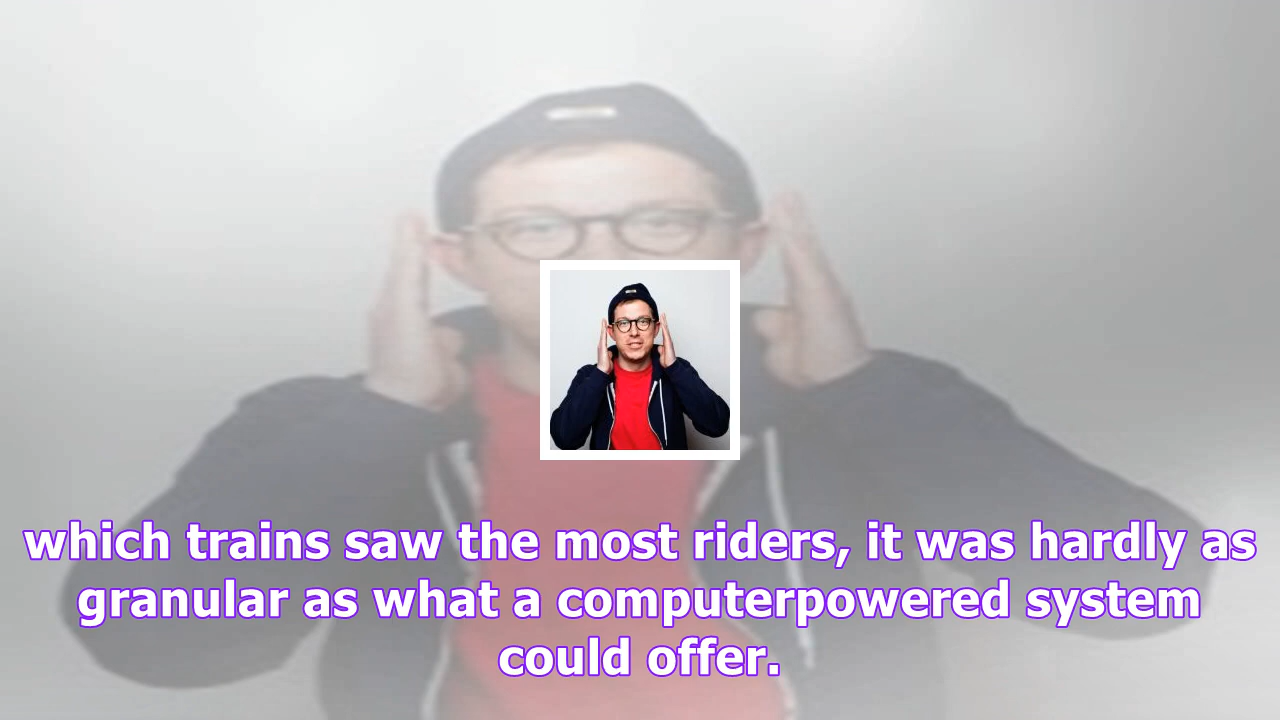 which trains saw the most riders, it was hardly as
granular as what a computerpowered system
could offer.